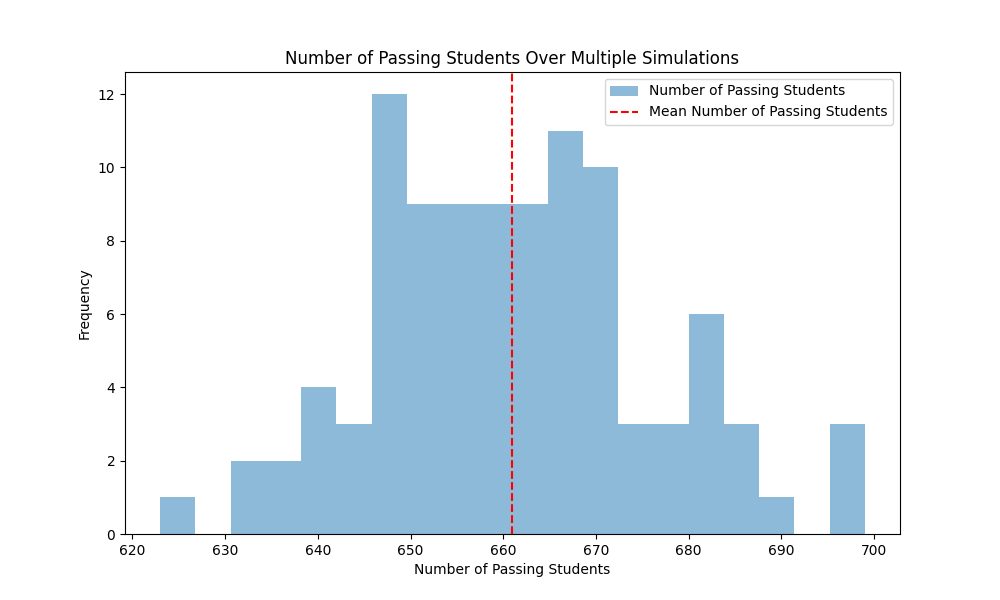 Number of Passing Students Over Multiple Simulations
Number of Passing Students
Mean Number of Passing Students
12
10
8
6
4
2
0
Frequency
620 630 640 650 660 670 680 690 700
Number of Passing Students